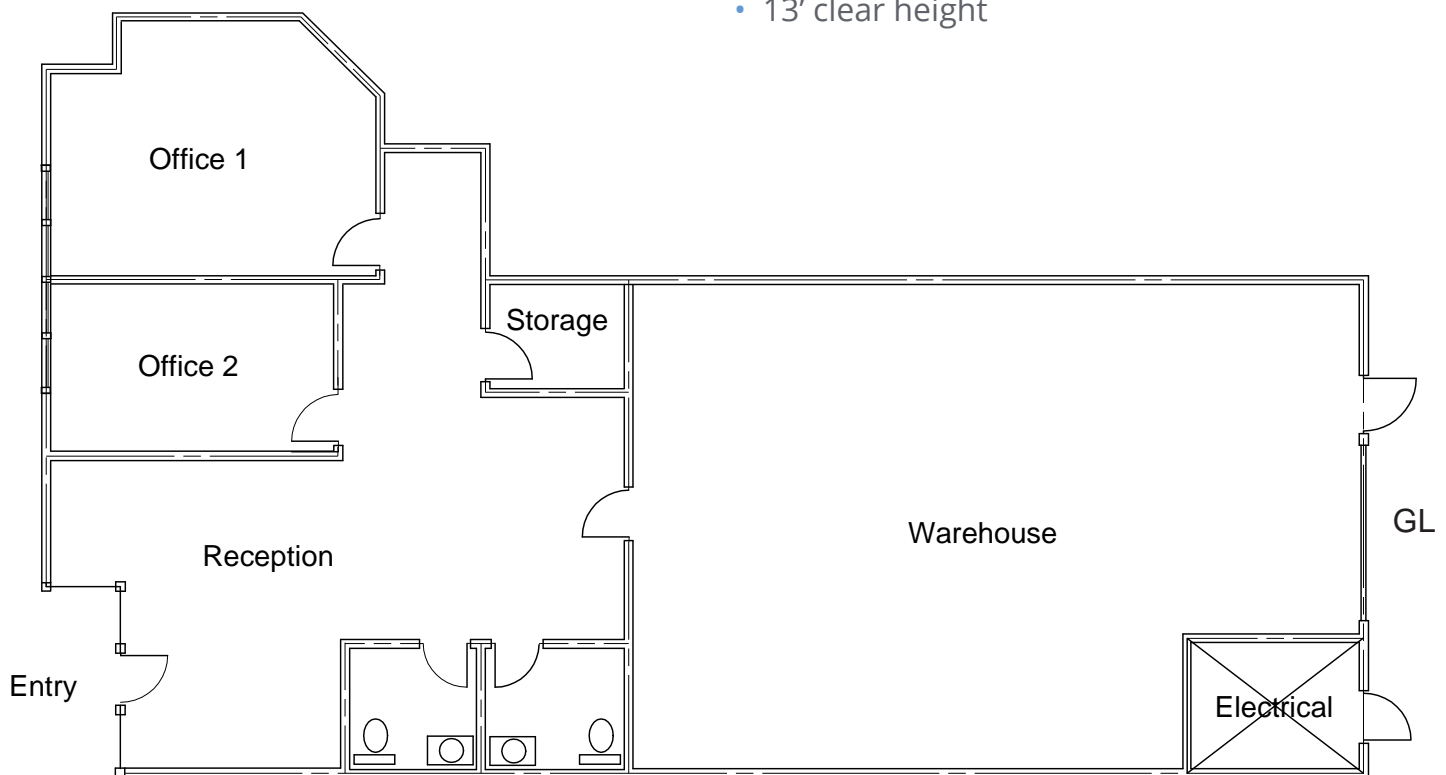 • 13’ clear height
Office 1
Storage
Office 2
GL
Warehouse
Reception
Entry
Electrical